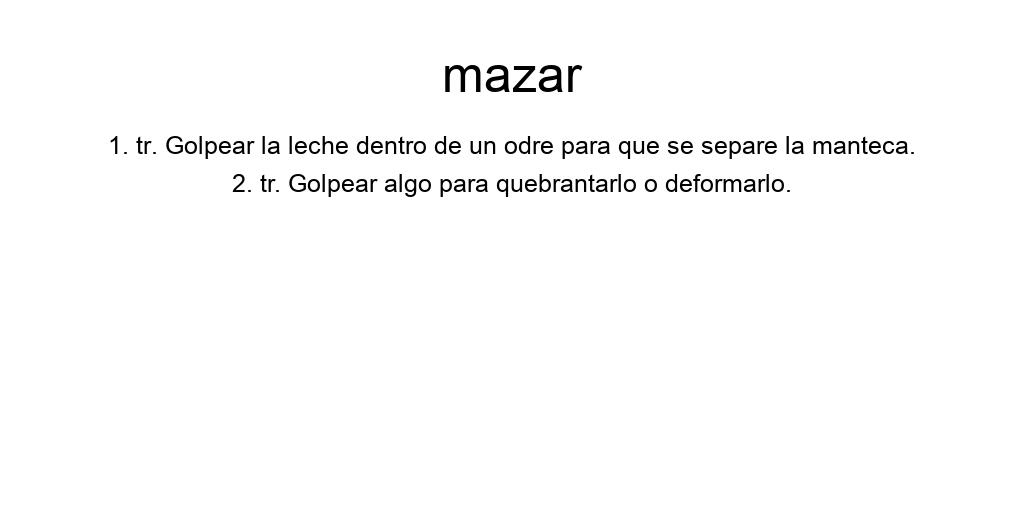 mazar
1. tr. Golpear la leche dentro de un odre para que se separe la manteca.
2. tr. Golpear algo para quebrantarlo o deformarlo.